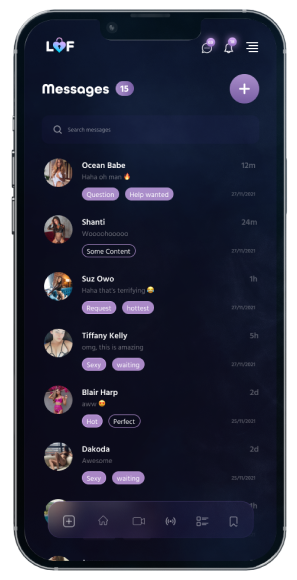 LOF
Messages 15
Search messages
Ocean Babe 12m
Haha oh man 🔥
Question Help wanted 27/11/2021
Shanti 24m
Woooohooooo
Some Content 27/11/2021
Suz Owo 1h
Haha that's terrifying 😂
Request hottest 27/11/2021
Tiffany Kelly 5h
omg, this is amazing
Sexy waiting 27/11/2021
Blair Harp 2d
aww 😍
Hot Perfect 25/11/2021
Dakoda 2d
Awesome
Sexy waiting 25/11/2021